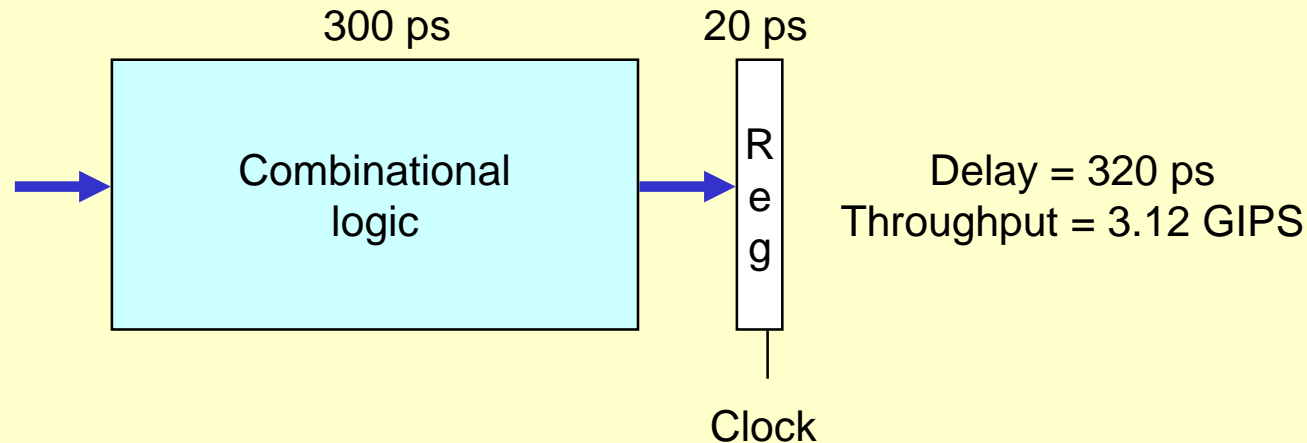 300 ps
20 ps
Combinational
logic
R
e
g
Delay = 320 ps
Throughput = 3.12 GIPS
Clock